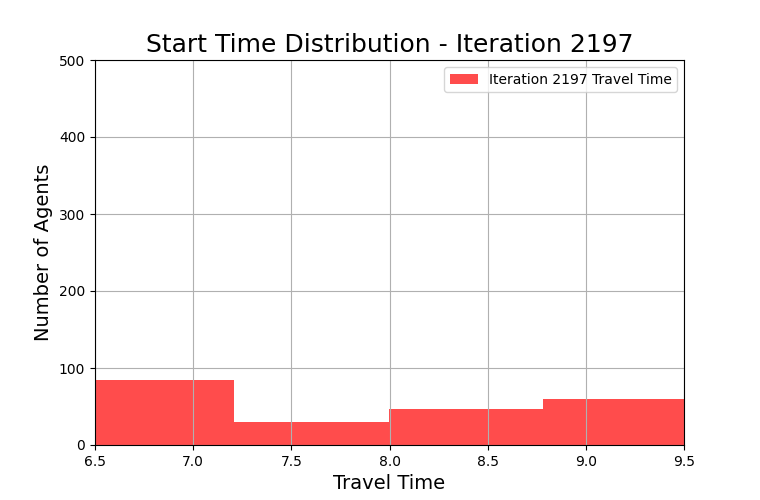 Start Time Distribution - Iteration 2197
Iteration 2197 Travel Time
Number of Agents
500
400
300
200
100
0
6.5 7.0 7.5 8.0 8.5 9.0 9.5
Travel Time